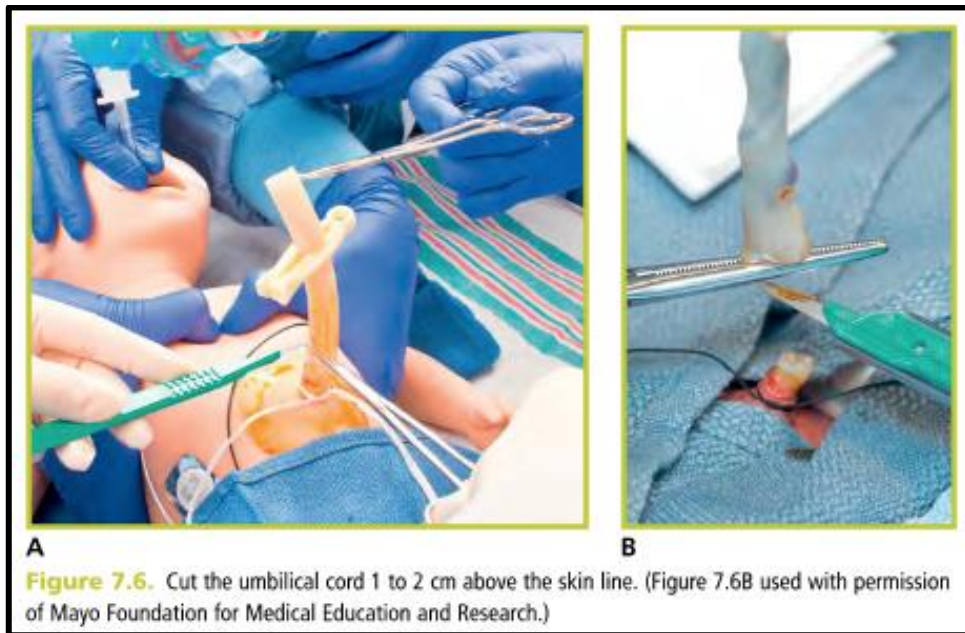 A
B
Figure 7.6. Cut the umbilical cord 1 to 2 cm above the skin line. (Figure 7.6B used with permission
of Mayo Foundation for Medical Education and Research.)